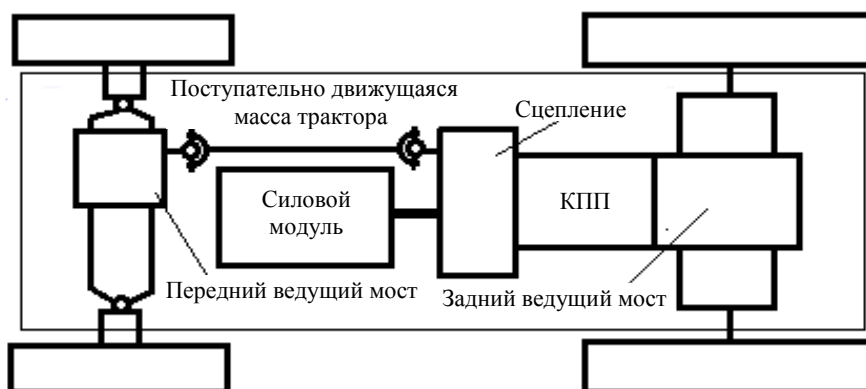 Поступательно движущаяся
масса трактора
Сцепление
Силовой
модуль
КПП
Передний ведущий мост
Задний ведущий мост